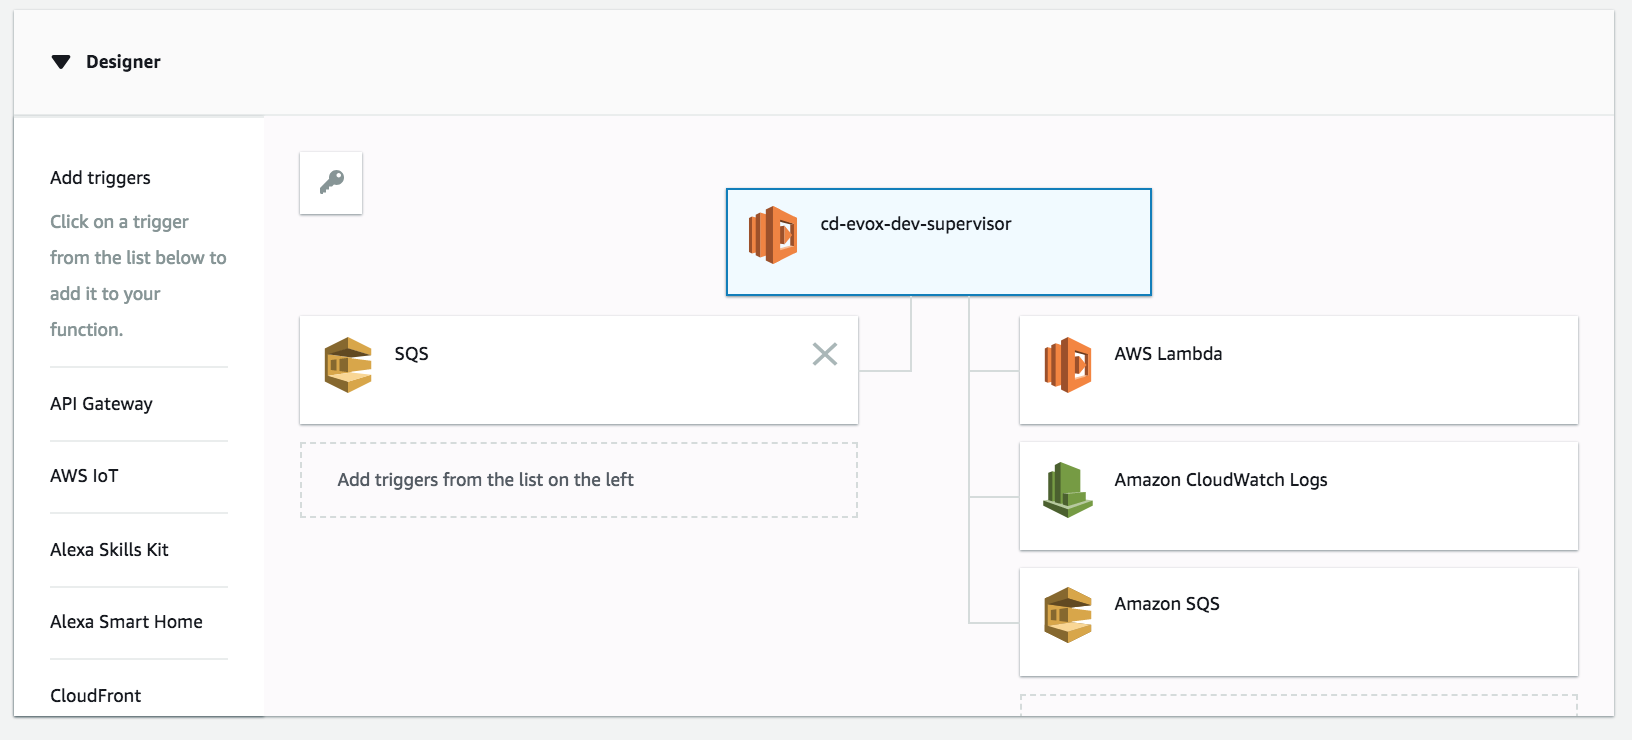 Designer
Add triggers
Click on a trigger
from the list below to
add it to your
function.
API Gateway
AWS IoT
Alexa Skills Kit
Alexa Smart Home
CloudFront
cd-evox-dev-supervisor
SQS
Add triggers from the list on the left
AWS Lambda
Amazon CloudWatch Logs
Amazon SQS